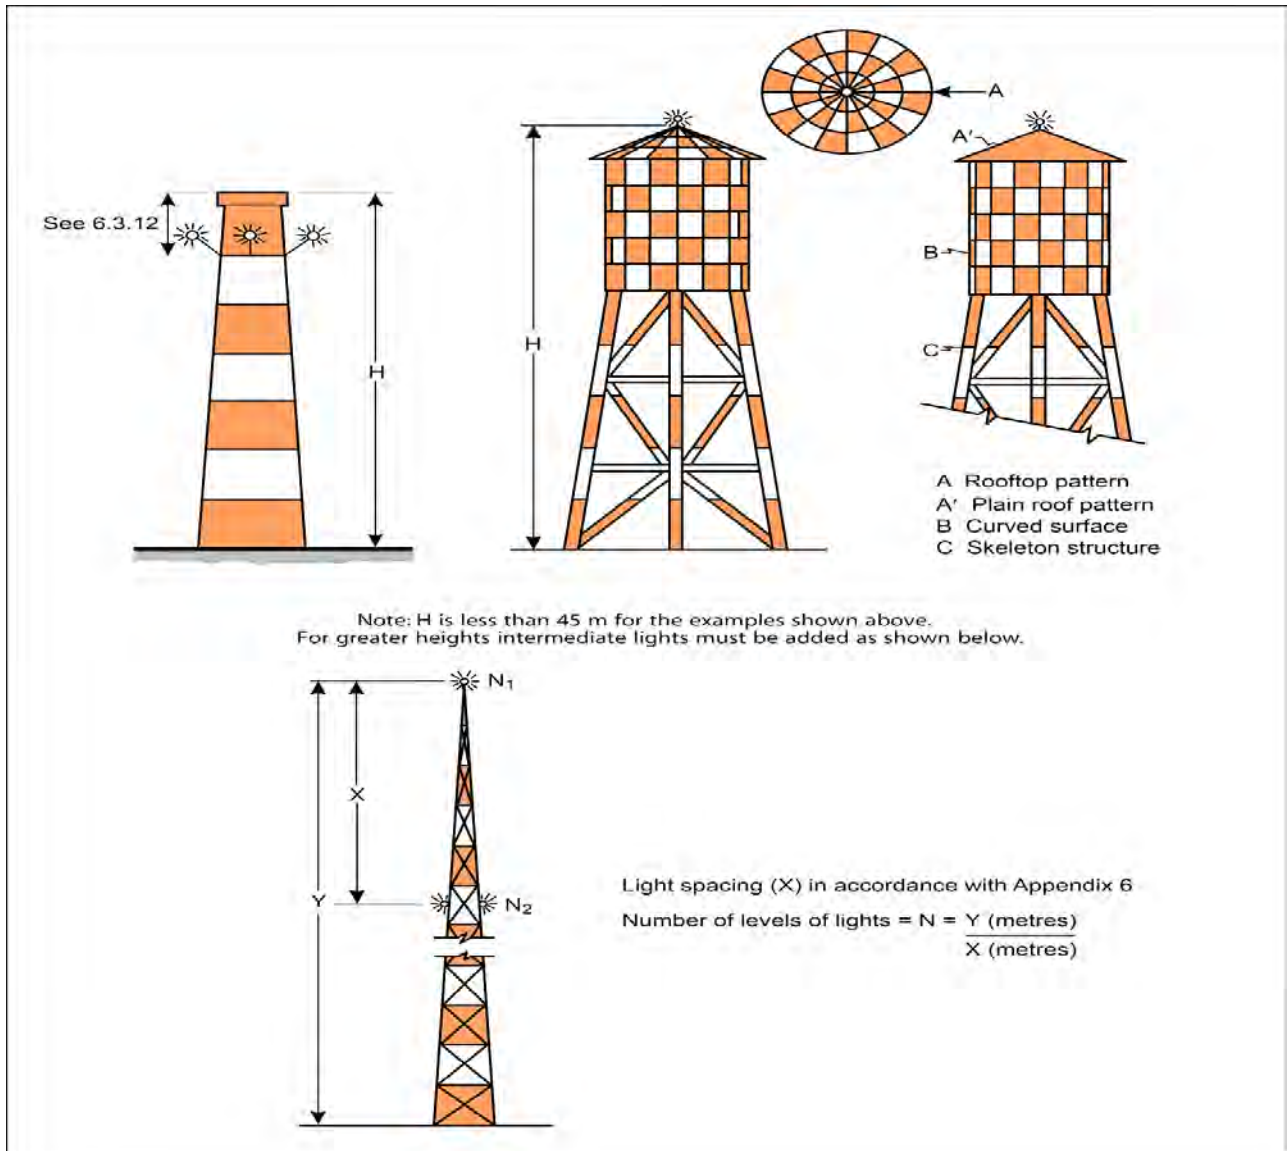 A
A′
See 6.3.12
H
H
B
C
A Rooftop pattern
A′ Plain roof pattern
B Curved surface
C Skeleton structure
Note: H is less than 45 m for the examples shown above.
For greater heights intermediate lights must be added as shown below.
N₁
X
Y
N₂
Light spacing (X) in accordance with Appendix 6
Number of levels of lights = N = Y (metres)
X (metres)